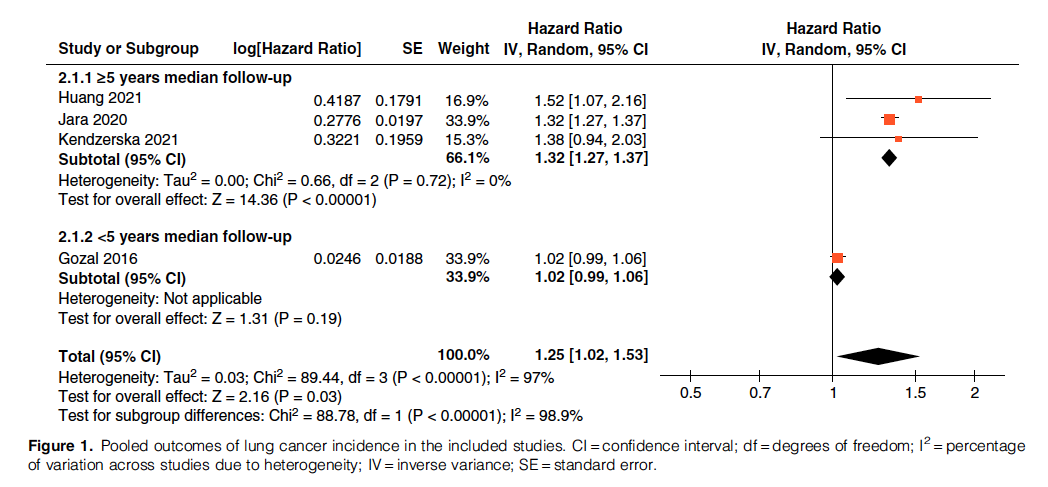 Hazard Ratio Hazard Ratio
Study or Subgroup log[Hazard Ratio] SE Weight IV, Random, 95% CI IV, Random, 95% CI
2.1.1 ≥5 years median follow-up
Huang 2021 0.4187 0.1791 16.9% 1.52 [1.07, 2.16]
Jara 2020 0.2776 0.0197 33.9% 1.32 [1.27, 1.37]
Kendzerska 2021 0.3221 0.1959 15.3% 1.38 [0.94, 2.03]
Subtotal (95% CI) 66.1% 1.32 [1.27, 1.37]
Heterogeneity: Tau² = 0.00; Chi² = 0.66, df = 2 (P = 0.72); I² = 0%
Test for overall effect: Z = 14.36 (P < 0.00001)
2.1.2 <5 years median follow-up
Gozal 2016 0.0246 0.0188 33.9% 1.02 [0.99, 1.06]
Subtotal (95% CI) 33.9% 1.02 [0.99, 1.06]
Heterogeneity: Not applicable
Test for overall effect: Z = 1.31 (P = 0.19)
Total (95% CI) 100.0% 1.25 [1.02, 1.53]
Heterogeneity: Tau² = 0.03; Chi² = 89.44, df = 3 (P < 0.00001); I² = 97%
Test for overall effect: Z = 2.16 (P = 0.03)
Test for subgroup differences: Chi² = 88.78, df = 1 (P < 0.00001); I² = 98.9%
0.5 0.7 1 1.5 2
Figure 1. Pooled outcomes of lung cancer incidence in the included studies. CI = confidence interval; df = degrees of freedom; I² = percentage
of variation across studies due to heterogeneity; IV = inverse variance; SE = standard error.